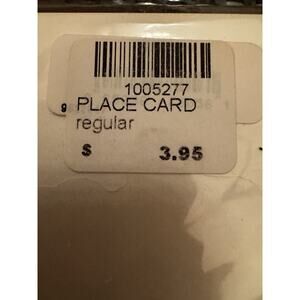 1005277
PLACE CARD
regular
$ 3.95